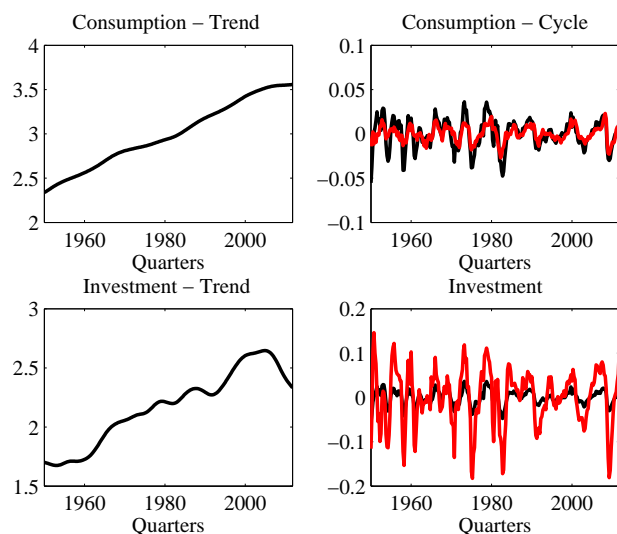 Consumption – Trend
4
3.5
3
2.5
2
1960 1980 2000
Quarters
Consumption – Cycle
0.1
0.05
0
−0.05
−0.1
1960 1980 2000
Quarters
Investment – Trend
3
2.5
2
1.5
1960 1980 2000
Quarters
Investment
0.2
0.1
0
−0.1
−0.2
1960 1980 2000
Quarters